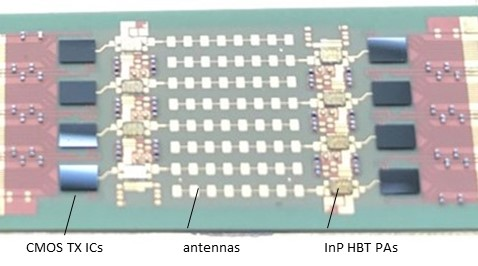 CMOS TX ICs
antennas
InP HBT PAs